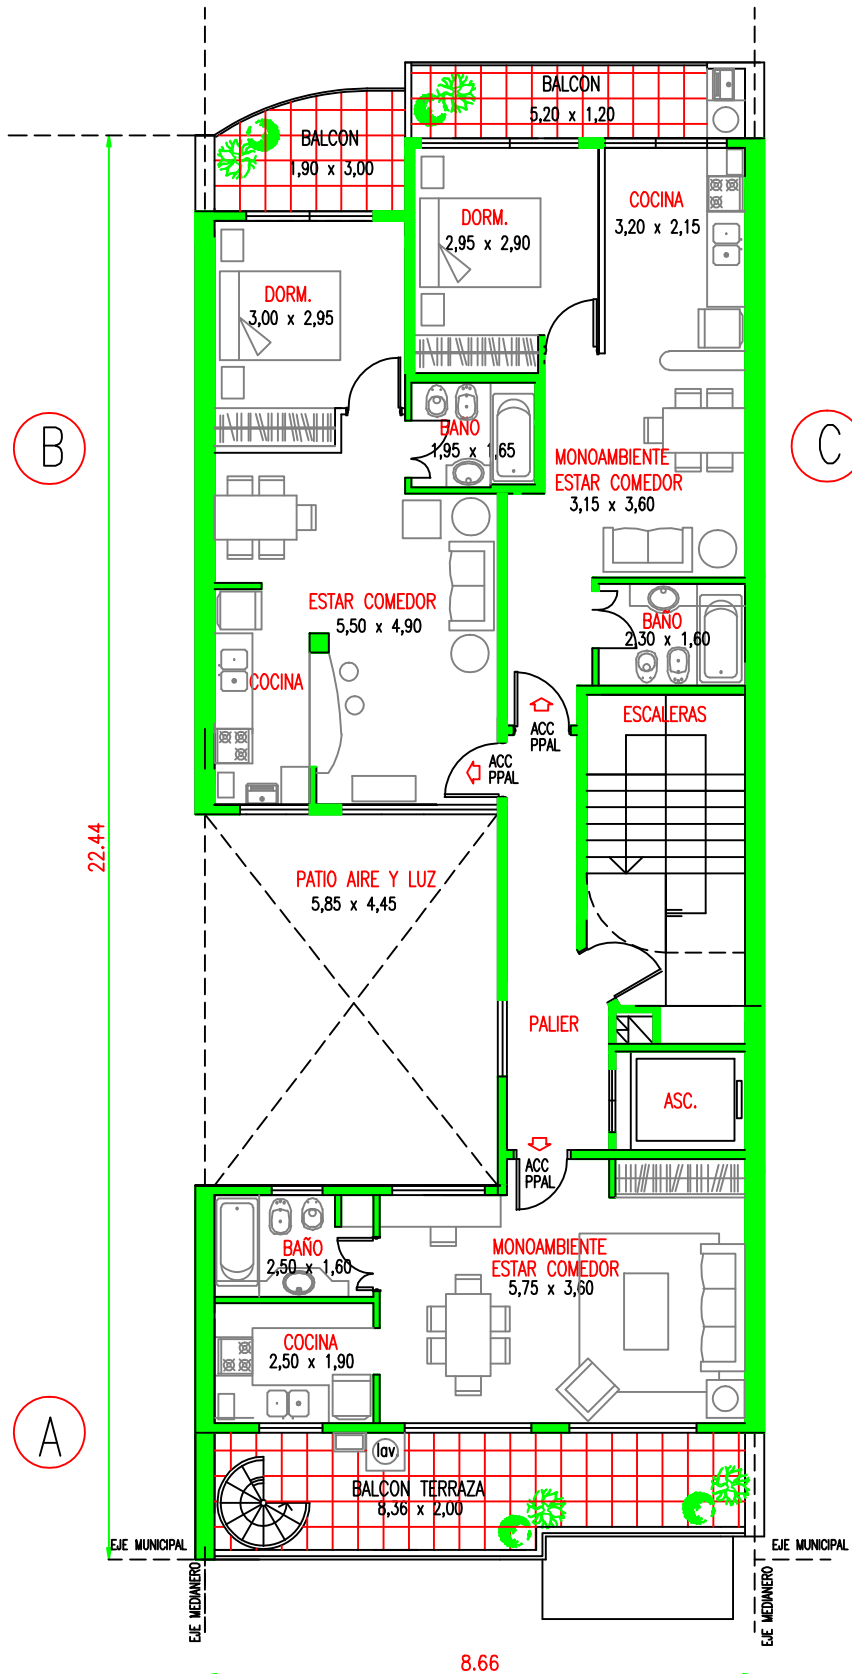 BALCON
5,20 x 1,20
BALCON
1,90 x 3,00
COCINA
3,20 x 2,15
DORM.
2,95 x 2,90
DORM.
3,00 x 2,95
B
C
BAÑO
1,95 x 1,65
MONOAMBIENTE
ESTAR COMEDOR
3,15 x 3,60
ESTAR COMEDOR
5,50 x 4,90
BAÑO
2,30 x 1,60
COCINA
ESCALERAS
ACC
PPAL
ACC
PPAL
22.44
PATIO AIRE Y LUZ
5,85 x 4,45
PALIER
ASC.
ACC
PPAL
BAÑO
2,50 x 1,60
MONOAMBIENTE
ESTAR COMEDOR
5,75 x 3,60
COCINA
2,50 x 1,90
A
lav.
BALCON TERRAZA
8,36 x 2,00
EJE MUNICIPAL
EJE MUNICIPAL
EJE MEDIANERO
EJE MEDIANERO
8.66